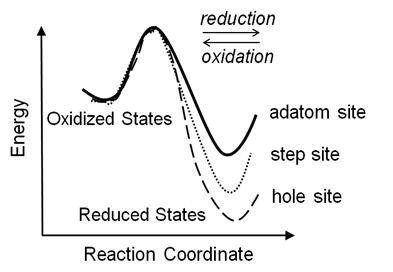 reduction
oxidation
adatom site
Oxidized States
step site
hole site
Reduced States
Energy
Reaction Coordinate